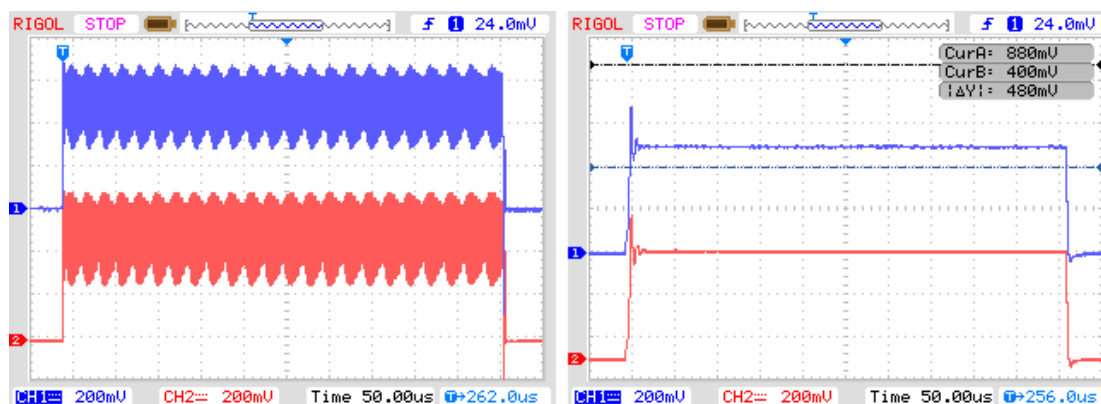 RIGOL STOP T 1 24.0mV
T
1
2
CH1 200mV CH2 200mV Time 50.00us T→262.0us
RIGOL STOP T 1 24.0mV
T
CurA: 880mV
CurB: 400mV
|ΔY|: 480mV
1
2
CH1 200mV CH2 200mV Time 50.00us T→256.0us